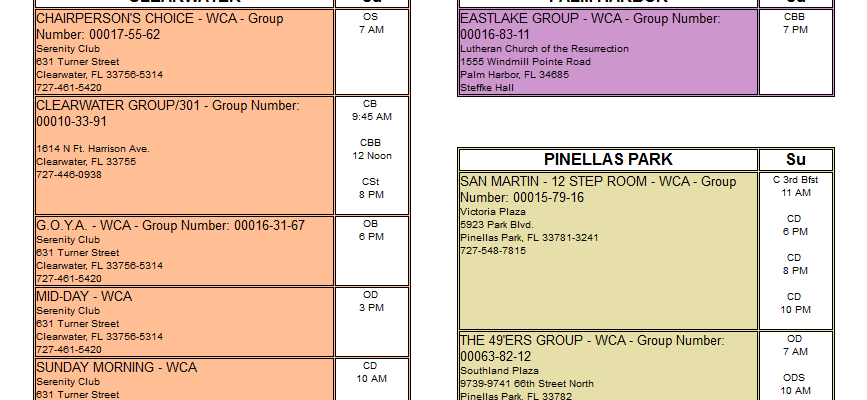 CLEARWATER
Su
CHAIRPERSON'S CHOICE - WCA - Group
Number: 00017-55-62
Serenity Club
631 Turner Street
Clearwater, FL 33756-5314
727-461-5420
OS
7 AM
CLEARWATER GROUP/301 - Group Number:
00010-33-91
1614 N Ft. Harrison Ave.
Clearwater, FL 33755
727-446-0938
CB
9:45 AM
CBB
12 Noon
CSt
8 PM
G.O.Y.A. - WCA - Group Number: 00016-31-67
Serenity Club
631 Turner Street
Clearwater, FL 33756-5314
727-461-5420
OB
6 PM
MID-DAY - WCA
Serenity Club
631 Turner Street
Clearwater, FL 33756-5314
727-461-5420
OD
3 PM
SUNDAY MORNING - WCA
Serenity Club
631 Turner Street
CD
10 AM
PALM HARBOR
Su
EASTLAKE GROUP - WCA - Group Number:
00016-83-11
Lutheran Church of the Resurrection
1555 Windmill Pointe Road
Palm Harbor, FL 34685
Steffke Hall
CBB
7 PM
PINELLAS PARK
Su
SAN MARTIN - 12 STEP ROOM - WCA - Group
Number: 00015-79-16
Victoria Plaza
5923 Park Blvd.
Pinellas Park, FL 33781-3241
727-548-7815
C 3rd Bfst
11 AM
CD
6 PM
CD
8 PM
CD
10 PM
THE 49'ERS GROUP - WCA - Group Number:
00063-82-12
Southland Plaza
9739-9741 66th Street North
Pinellas Park, FL 33782
OD
7 AM
ODS
10 AM